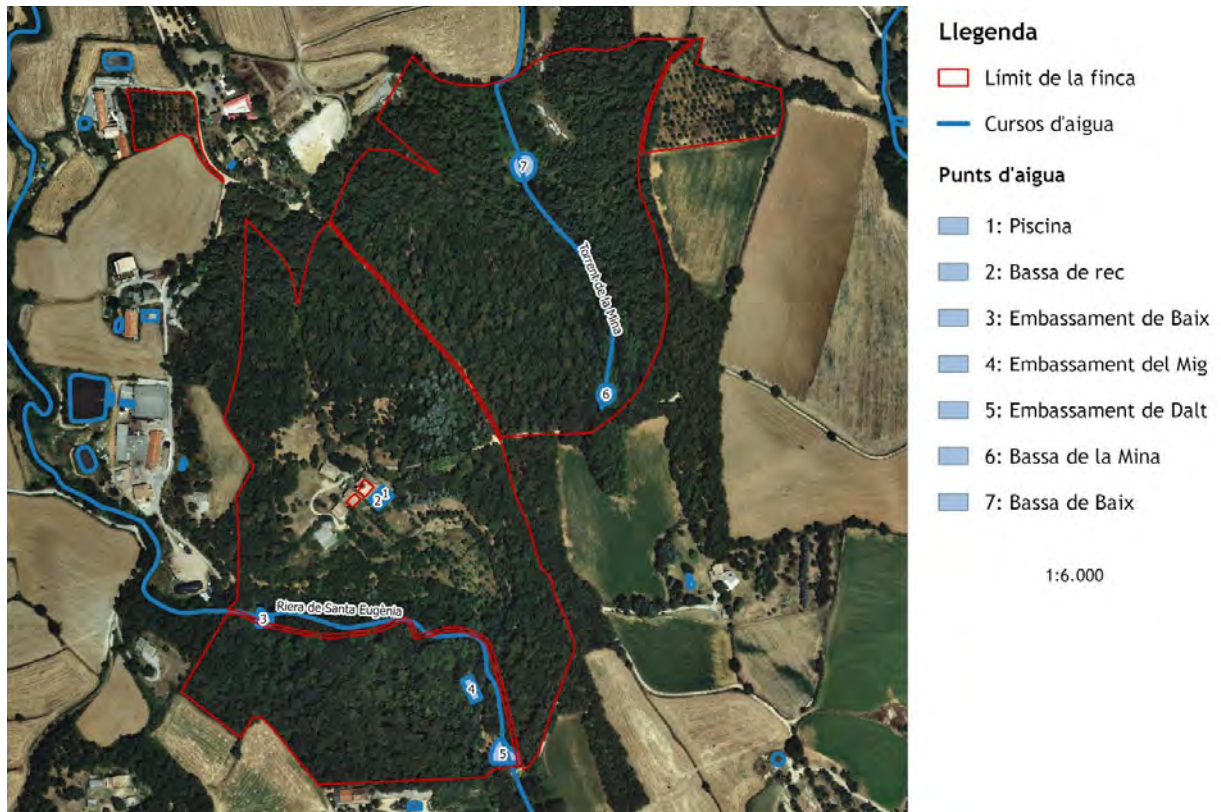 Llegenda
Límit de la finca
Cursos d'aigua
Punts d'aigua
1: Piscina
2: Bassa de rec
3: Embassament de Baix
4: Embassament del Mig
5: Embassament de Dalt
6: Bassa de la Mina
7: Bassa de Baix
1:6.000
7
Torrent de la Mina
6
1
2
Riera de Santa Eugènia
3
4
5